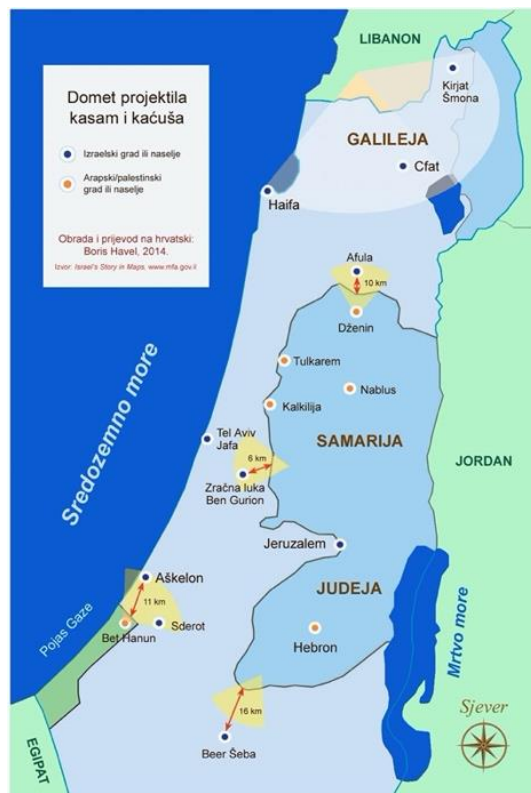 LIBANON
Kirjat
Šmona
Domet projektila
kasam i kaćuša
Izraelski grad ili naselje
Arapski/palestinski
grad ili naselje
Obrada i prijevod na hrvatski:
Boris Havel, 2014.
Izvor: Israel's Story in Maps, www.mfa.gov.il
GALILEJA
Cfat
Haifa
Afula
10 km
Dženin
Tulkarem
Nablus
Kalkilija
Sredozemno more
Tel Aviv
Jafa
SAMARIJA
6 km
Zračna luka
Ben Gurion
JORDAN
Jeruzalem
Aškelon
11 km
JUDEJA
Pojas Gaze
Bet Hanun
Sderot
Hebron
Mrtvo more
16 km
Beer Šeba
Sjever
EGIPAT